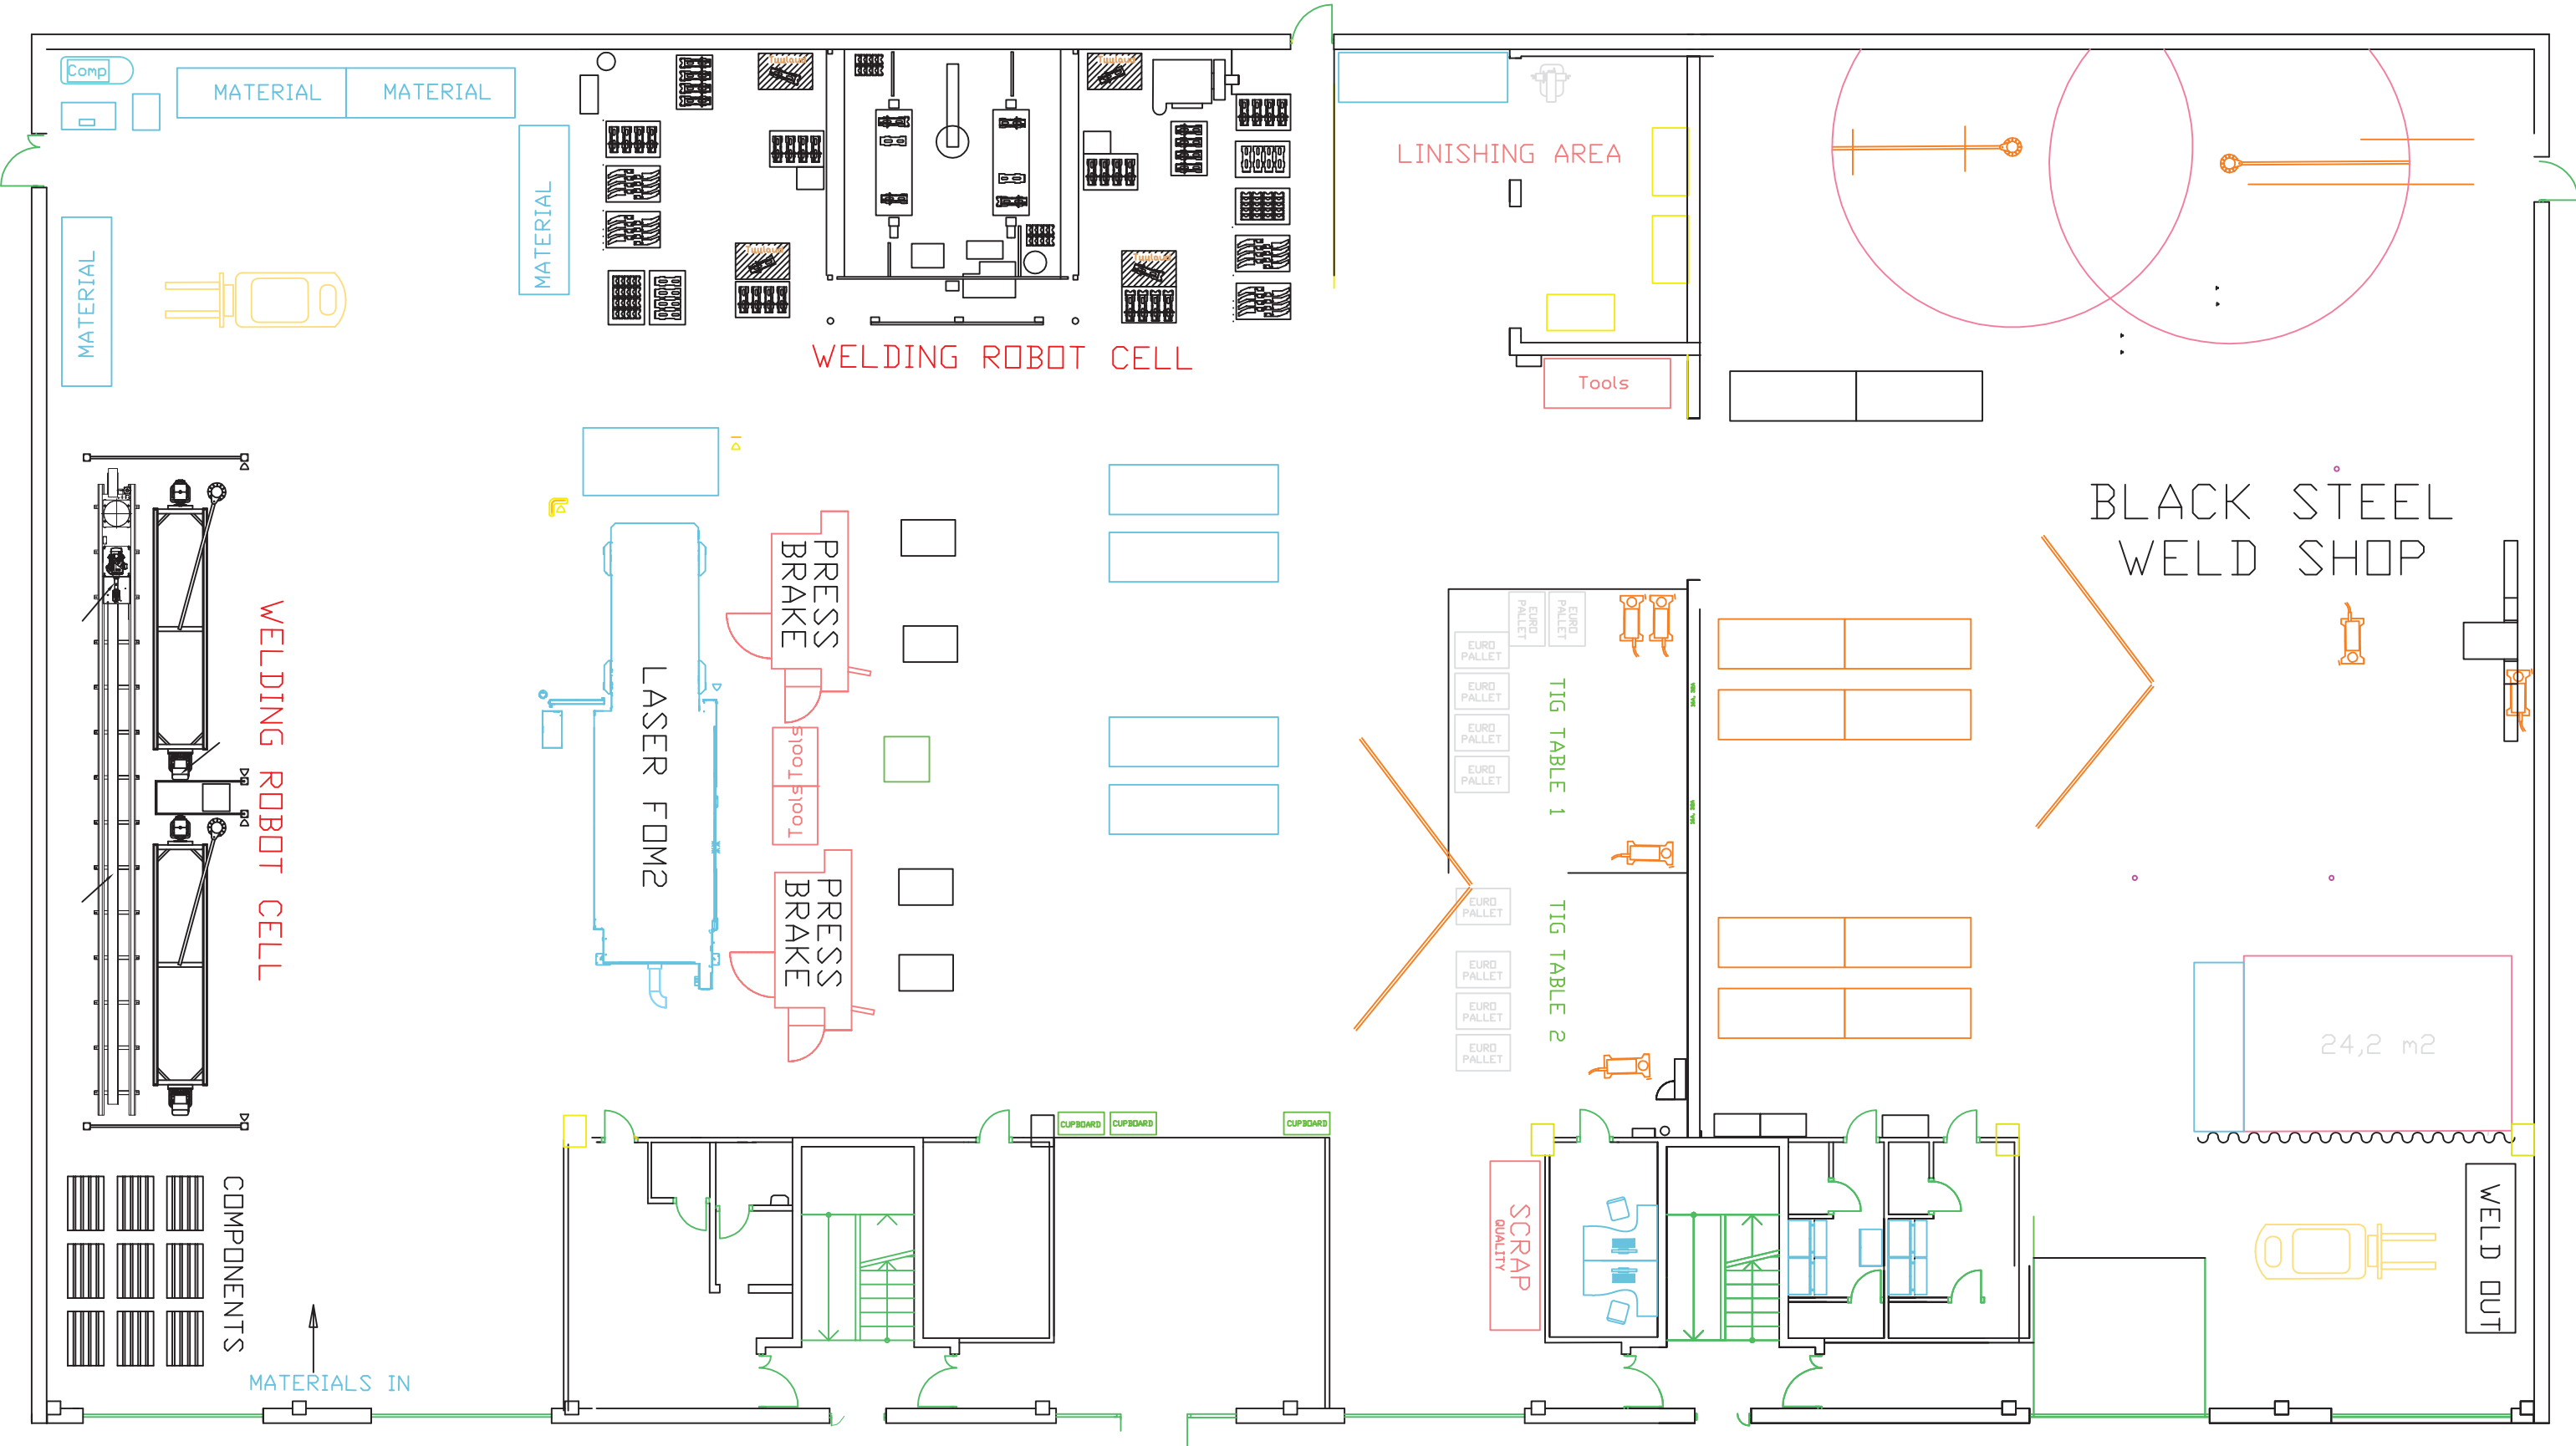 Comp
MATERIAL
MATERIAL
MATERIAL
MATERIAL
WELDING ROBOT CELL
LINISHING AREA
Tools
BLACK STEEL
WELD SHOP
WELDING ROBOT CELL
LASER FOM2
PRESS
BRAKE
Tools
Tools
PRESS
BRAKE
EURO
PALLET
EURO
PALLET
EURO
PALLET
EURO
PALLET
EURO
PALLET
EURO
PALLET
TIG TABLE 1
EURO
PALLET
EURO
PALLET
EURO
PALLET
EURO
PALLET
TIG TABLE 2
24,2 m2
CUPBOARD
CUPBOARD
CUPBOARD
COMPONENTS
MATERIALS IN
SCRAP
QUALITY
WELD OUT